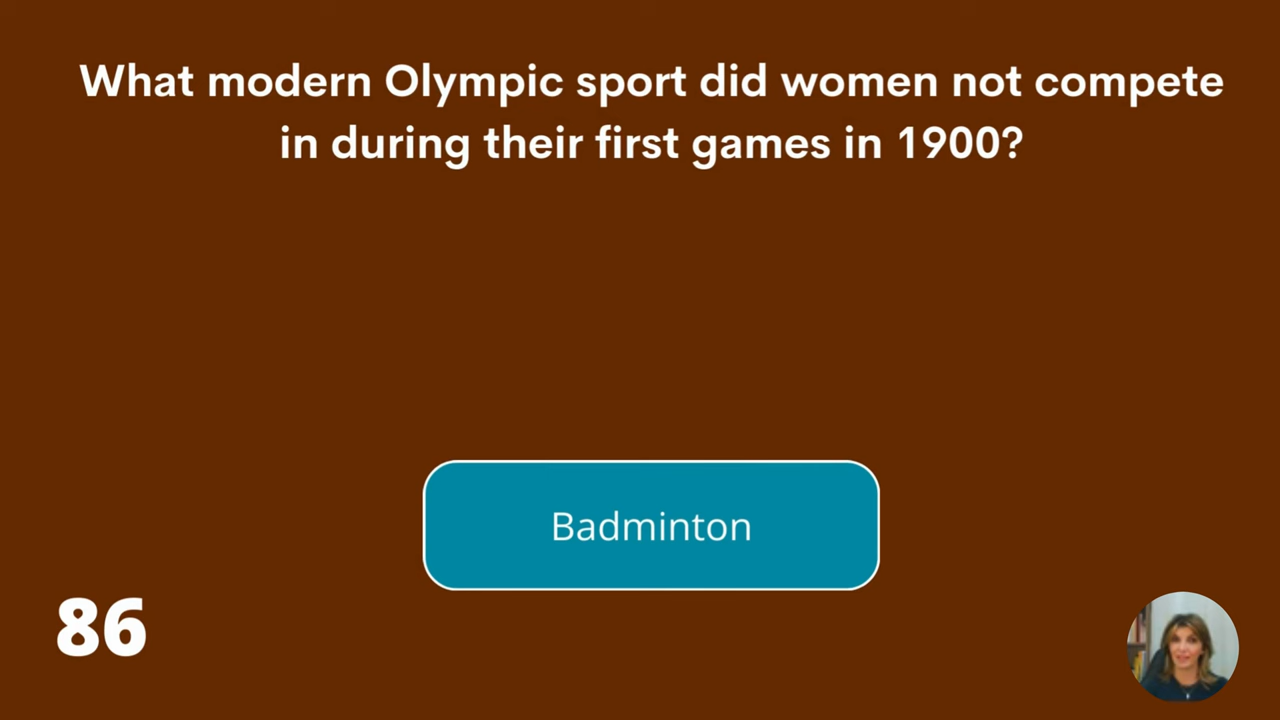 What modern Olympic sport did women not compete
in during their first games in 1900?
Badminton
86